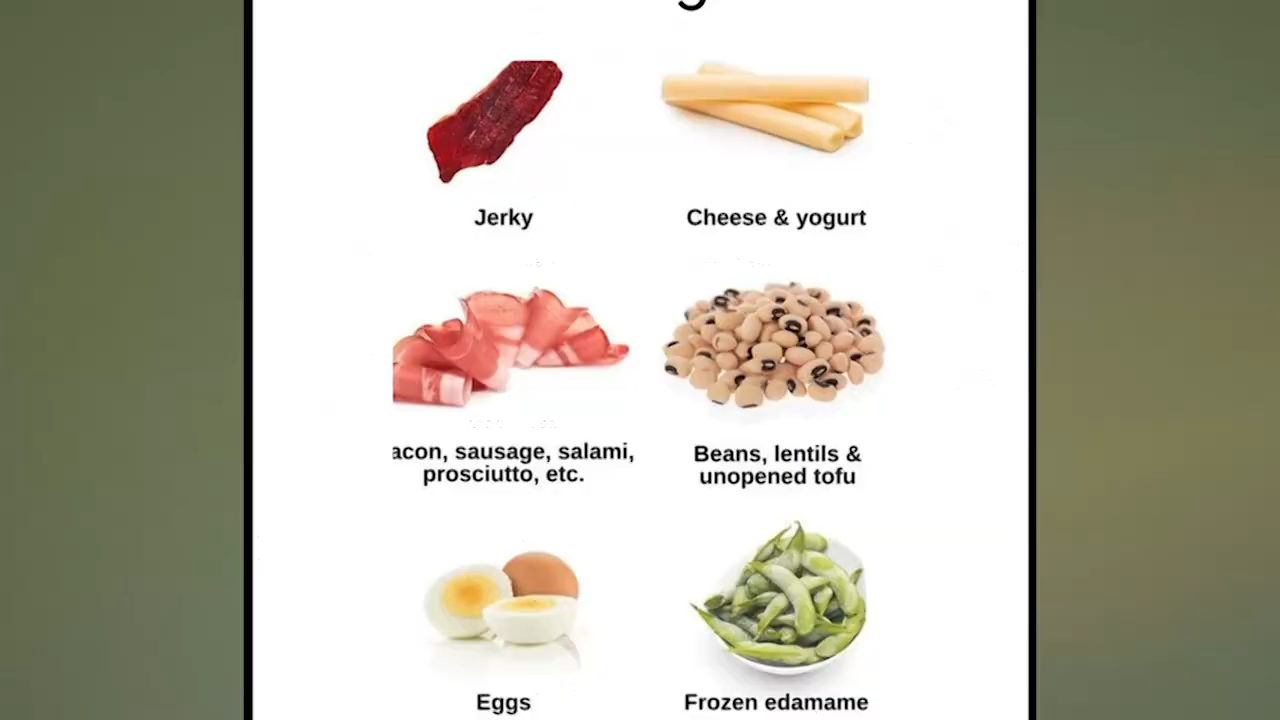 Jerky
Cheese & yogurt
acon, sausage, salami,
prosciutto, etc.
Beans, lentils &
unopened tofu
Eggs
Frozen edamame